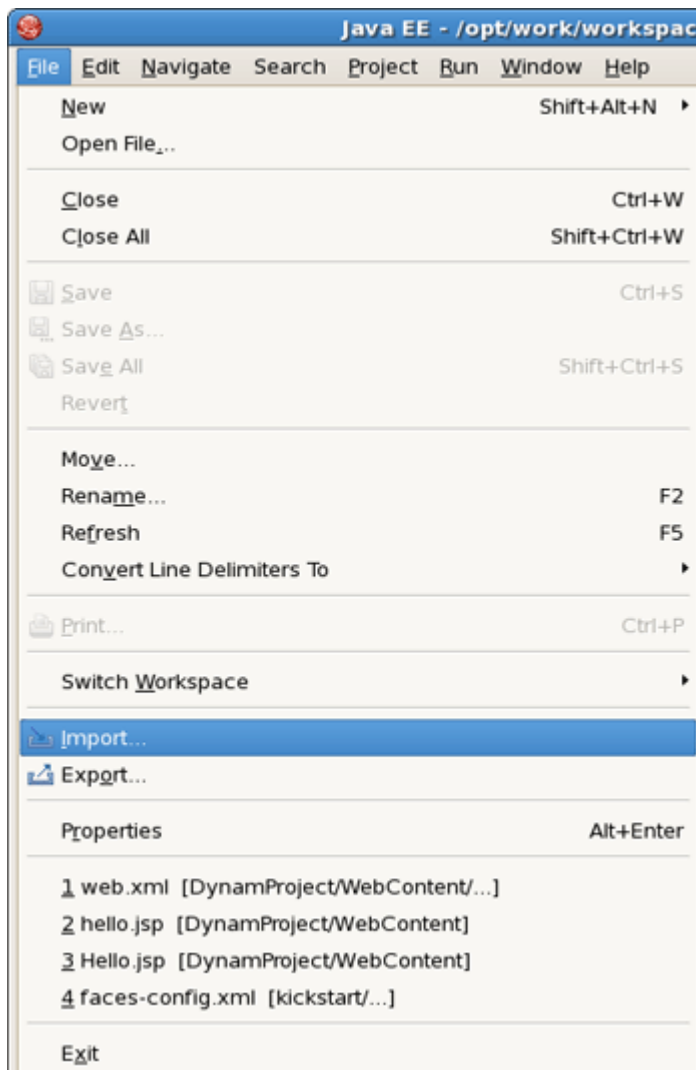 Java EE - /opt/work/workspac
File Edit Navigate Search Project Run Window Help
New Shift+Alt+N
Open File...
Close Ctrl+W
Close All Shift+Ctrl+W
Save Ctrl+S
Save As...
Save All Shift+Ctrl+S
Revert
Move...
Rename... F2
Refresh F5
Convert Line Delimiters To
Print... Ctrl+P
Switch Workspace
Import...
Export...
Properties Alt+Enter
1 web.xml [DynamProject/WebContent/...]
2 hello.jsp [DynamProject/WebContent]
3 Hello.jsp [DynamProject/WebContent]
4 faces-config.xml [kickstart/...]
Exit